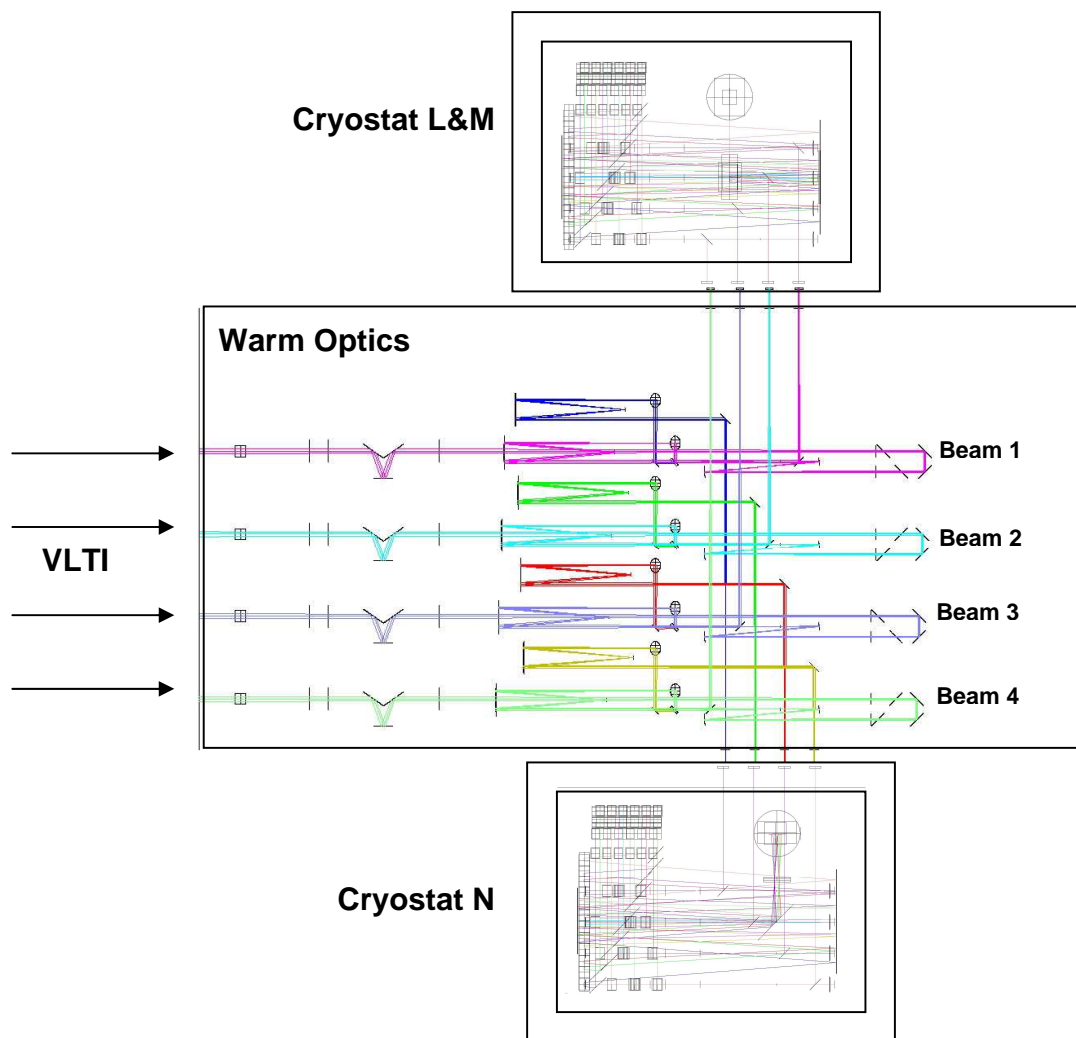 Cryostat L&M
Warm Optics
Beam 1
Beam 2
VLTI
Beam 3
Beam 4
Cryostat N